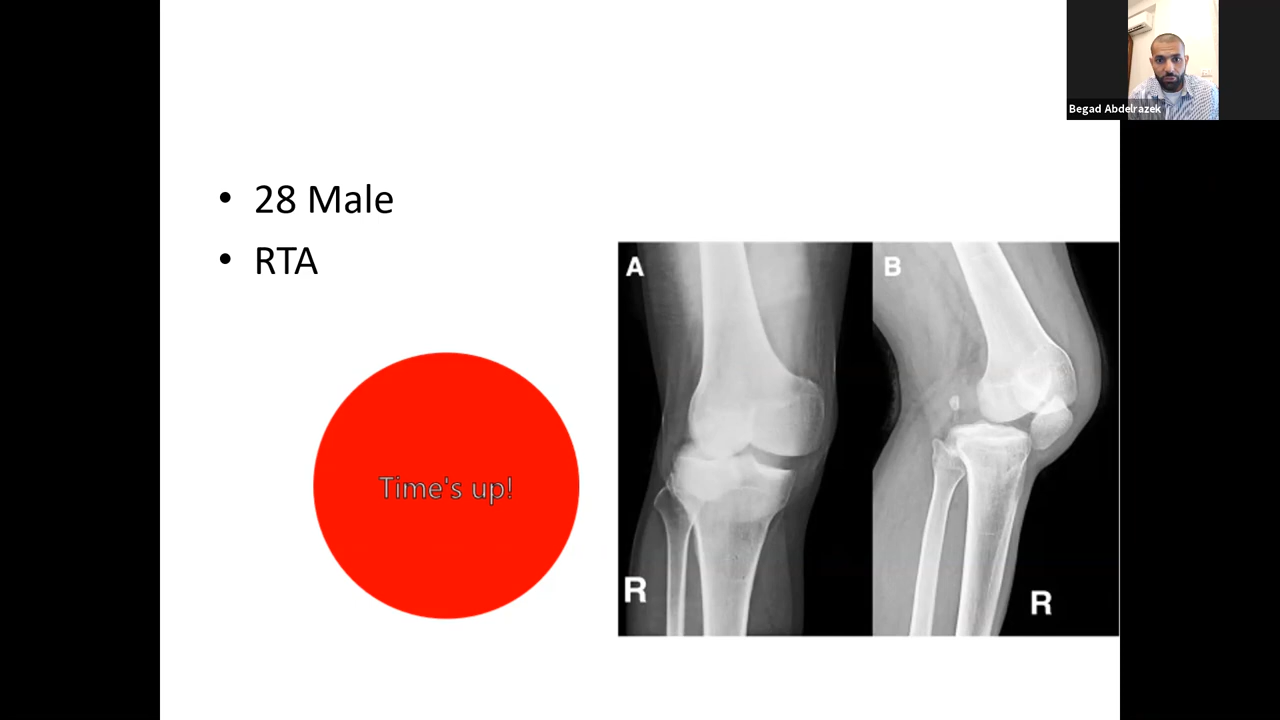 Begad Abdelrazek
• 28 Male
• RTA
A
B
Time's up!
R
R